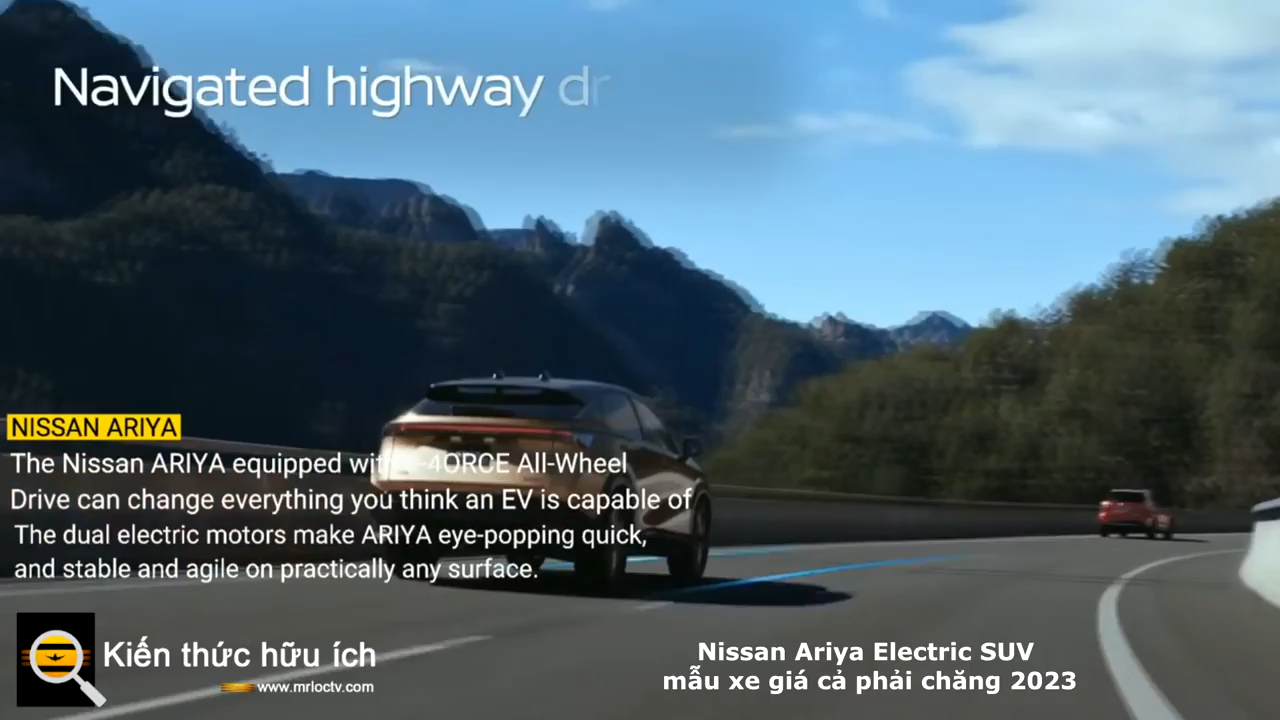 Navigated highway
NISSAN ARIYA
The Nissan ARIYA equipped 4ORCE All-Wheel
Drive can change everything you think an EV is capable of
The dual electric motors make ARIYA eye-popping quick,
and stable and agile on practically any surface.
Kiến thức hữu ích
www.mrloctv.com
Nissan Ariya Electric SUV
mẫu xe giá cả phải chăng 2023